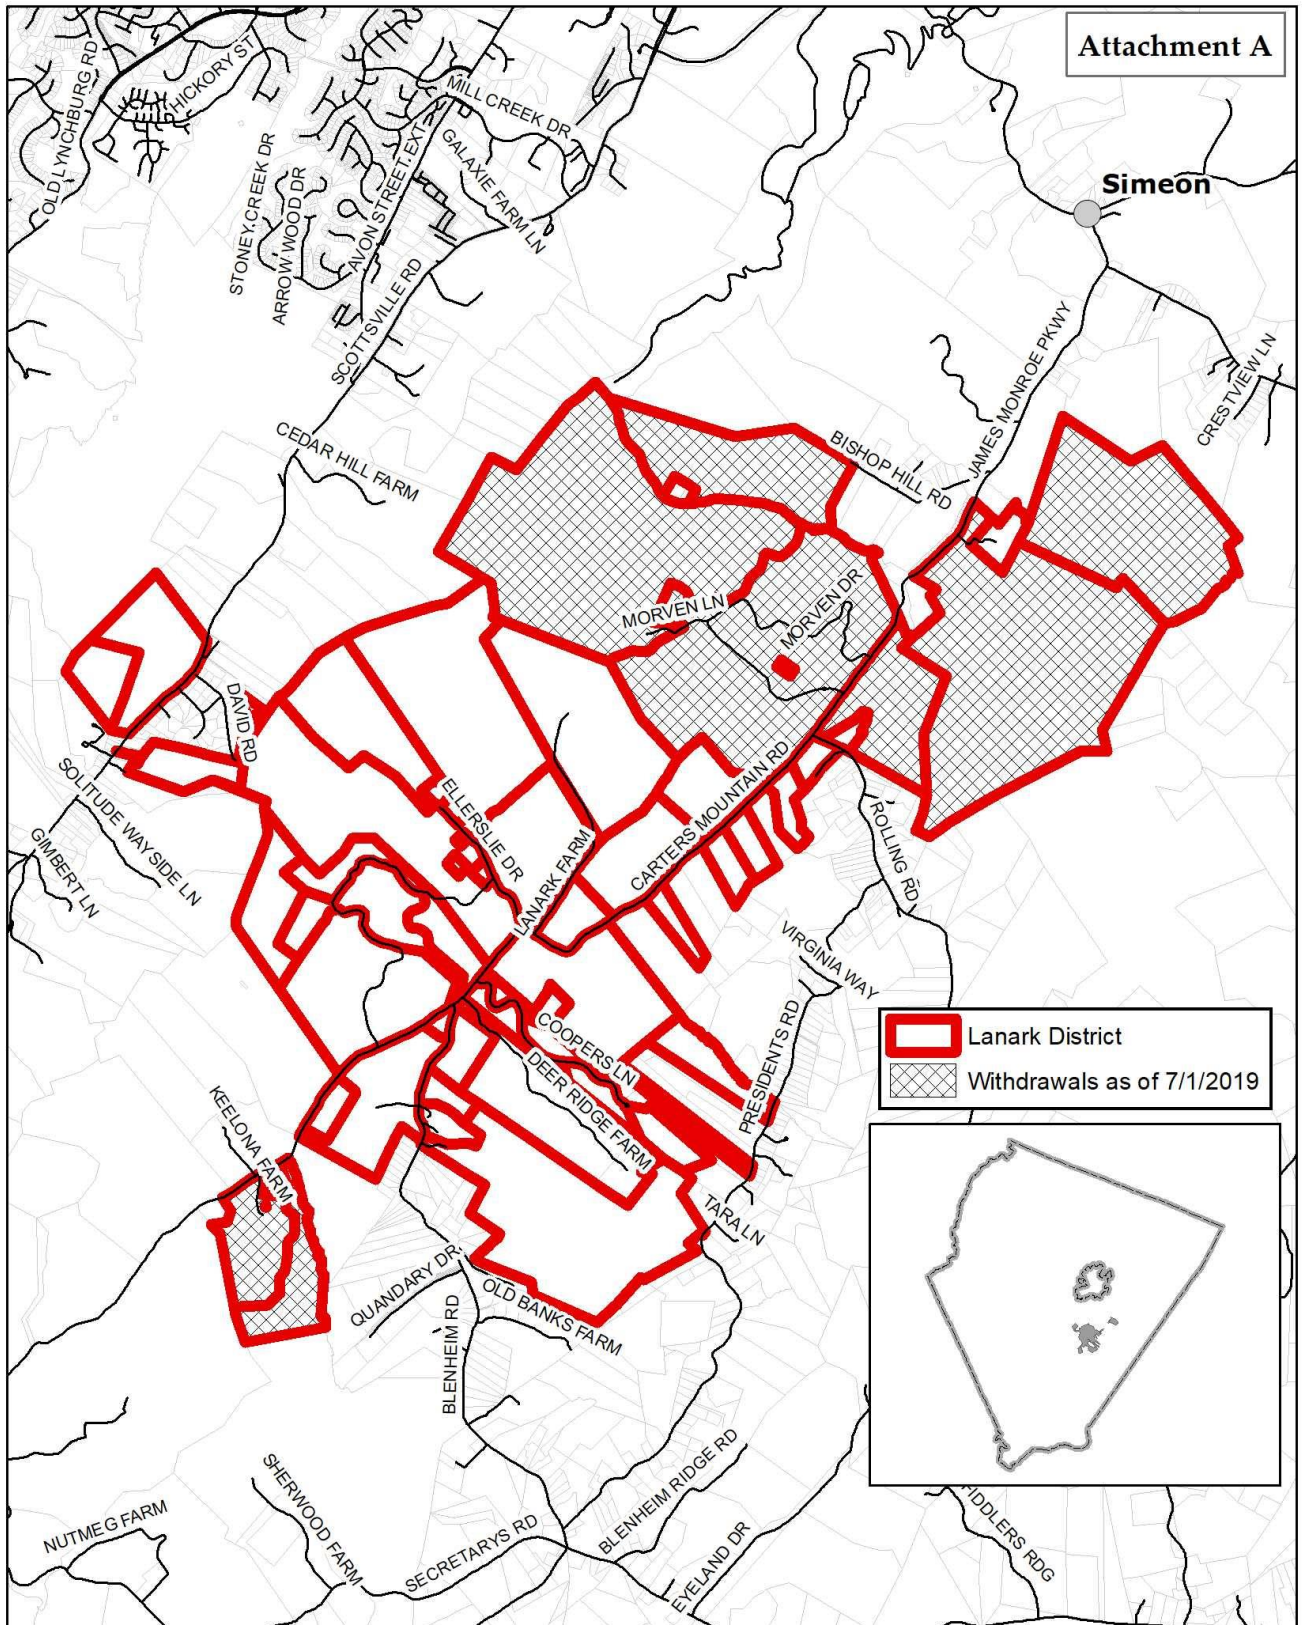 Attachment A
OLD LYNCHBURG RD
HICKORY ST
MILL CREEK DR
STONEY CREEK DR
ARROW WOOD DR
AVON STREET EXT
GALAXIE FARM LN
Simeon
SCOTTSVILLE RD
JAMES MONROE PKWY
CRESTVIEW LN
CEDAR HILL FARM
BISHOP HILL RD
MORVEN LN
MORVEN DR
DAVID RD
SOLITUDE WAYSIDE LN
GIMBERT LN
ELLERSLIE DR
LANARK FARM
CARTERS MOUNTAIN RD
ROLLING RD
VIRGINIA WAY
PRESIDENTS RD
COOPERS LN
DEER RIDGE FARM
Lanark District
Withdrawals as of 7/1/2019
KEELONA FARM
TARA LN
QUANDARY DR
OLD BANKS FARM
BLENHEIM RD
SHERWOOD FARM
NUTMEG FARM
SECRETARYS RD
BLENHEIM RIDGE RD
EYELAND DR
FIDDLERS RDG